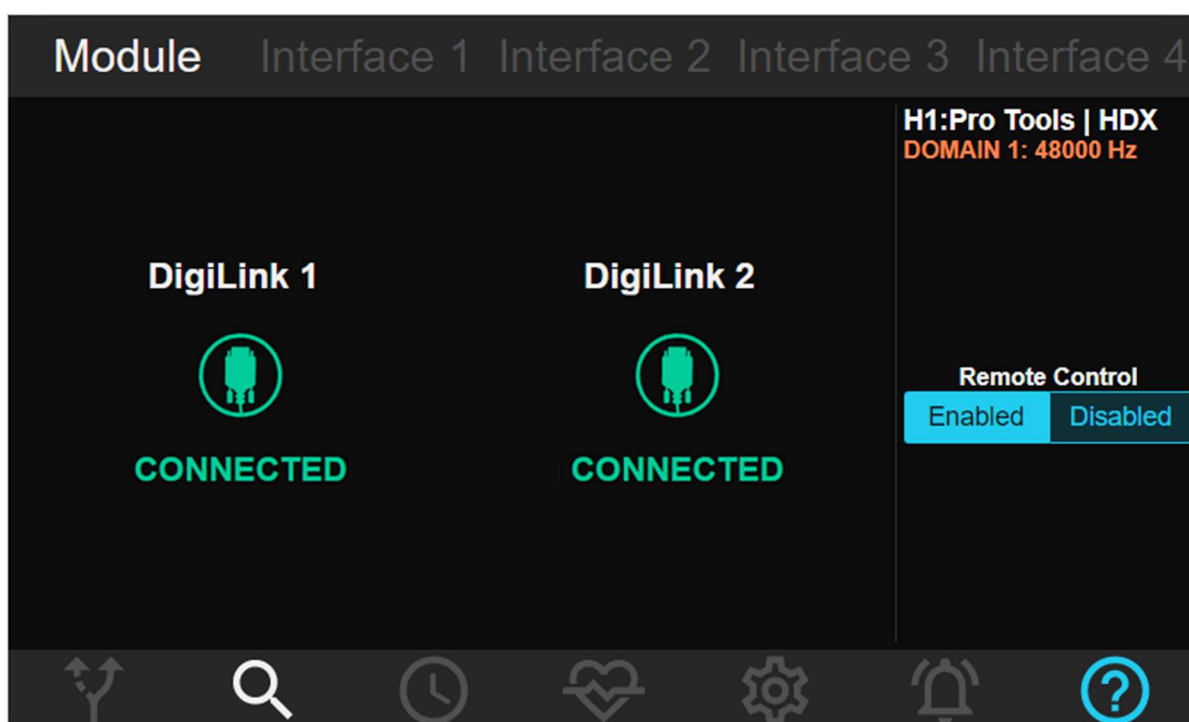 Module Interface 1 Interface 2 Interface 3 Interface 4
H1:Pro Tools | HDX
DOMAIN 1: 48000 Hz
DigiLink 1 DigiLink 2
CONNECTED CONNECTED
Remote Control
Enabled Disabled
?